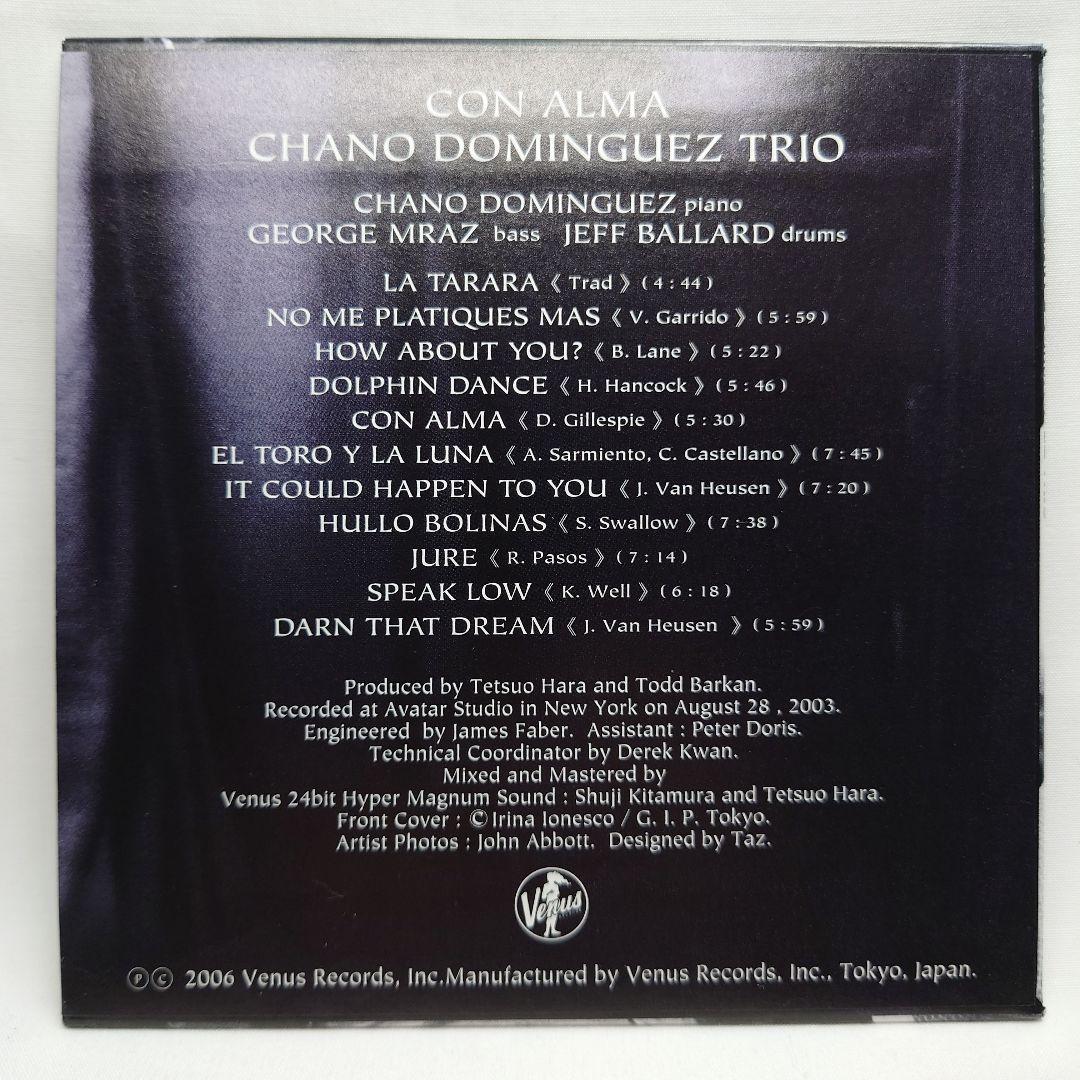 CON ALMA
CHANO DOMINGUEZ TRIO
CHANO DOMINGUEZ piano
GEORGE MRAZ bass JEFF BALLARD drums
LA TARARA 《 Trad 》 ( 4 : 44 )
NO ME PLATIQUES MAS 《 V. Garrido 》 ( 5 : 59 )
HOW ABOUT YOU? 《 B. Lane 》 ( 5 : 22 )
DOLPHIN DANCE 《 H. Hancock 》 ( 5 : 46 )
CON ALMA 《 D. Gillespie 》 ( 5 : 30 )
EL TORO Y LA LUNA 《 A. Sarmiento, C. Castellano 》 ( 7 : 45 )
IT COULD HAPPEN TO YOU 《 J. Van Heusen 》 ( 7 : 20 )
HULLO BOLINAS 《 S. Swallow 》 ( 7 : 38 )
JURE 《 R. Pasos 》 ( 7 : 14 )
SPEAK LOW 《 K. Well 》 ( 6 : 18 )
DARN THAT DREAM 《 J. Van Heusen 》 ( 5 : 59 )
Produced by Tetsuo Hara and Todd Barkan.
Recorded at Avatar Studio in New York on August 28 , 2003.
Engineered by James Faber. Assistant : Peter Doris.
Technical Coordinator by Derek Kwan.
Mixed and Mastered by
Venus 24bit Hyper Magnum Sound : Shuji Kitamura and Tetsuo Hara.
Front Cover : © Irina Ionesco / G. I. P. Tokyo.
Artist Photos : John Abbott. Designed by Taz.
Venus
Ⓟ Ⓒ 2006 Venus Records, Inc.Manufactured by Venus Records, Inc., Tokyo, Japan.